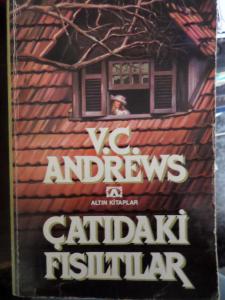 V.C.
ANDREWS
ALTIN KİTAPLAR
ÇATIDAKİ
FISILTILAR